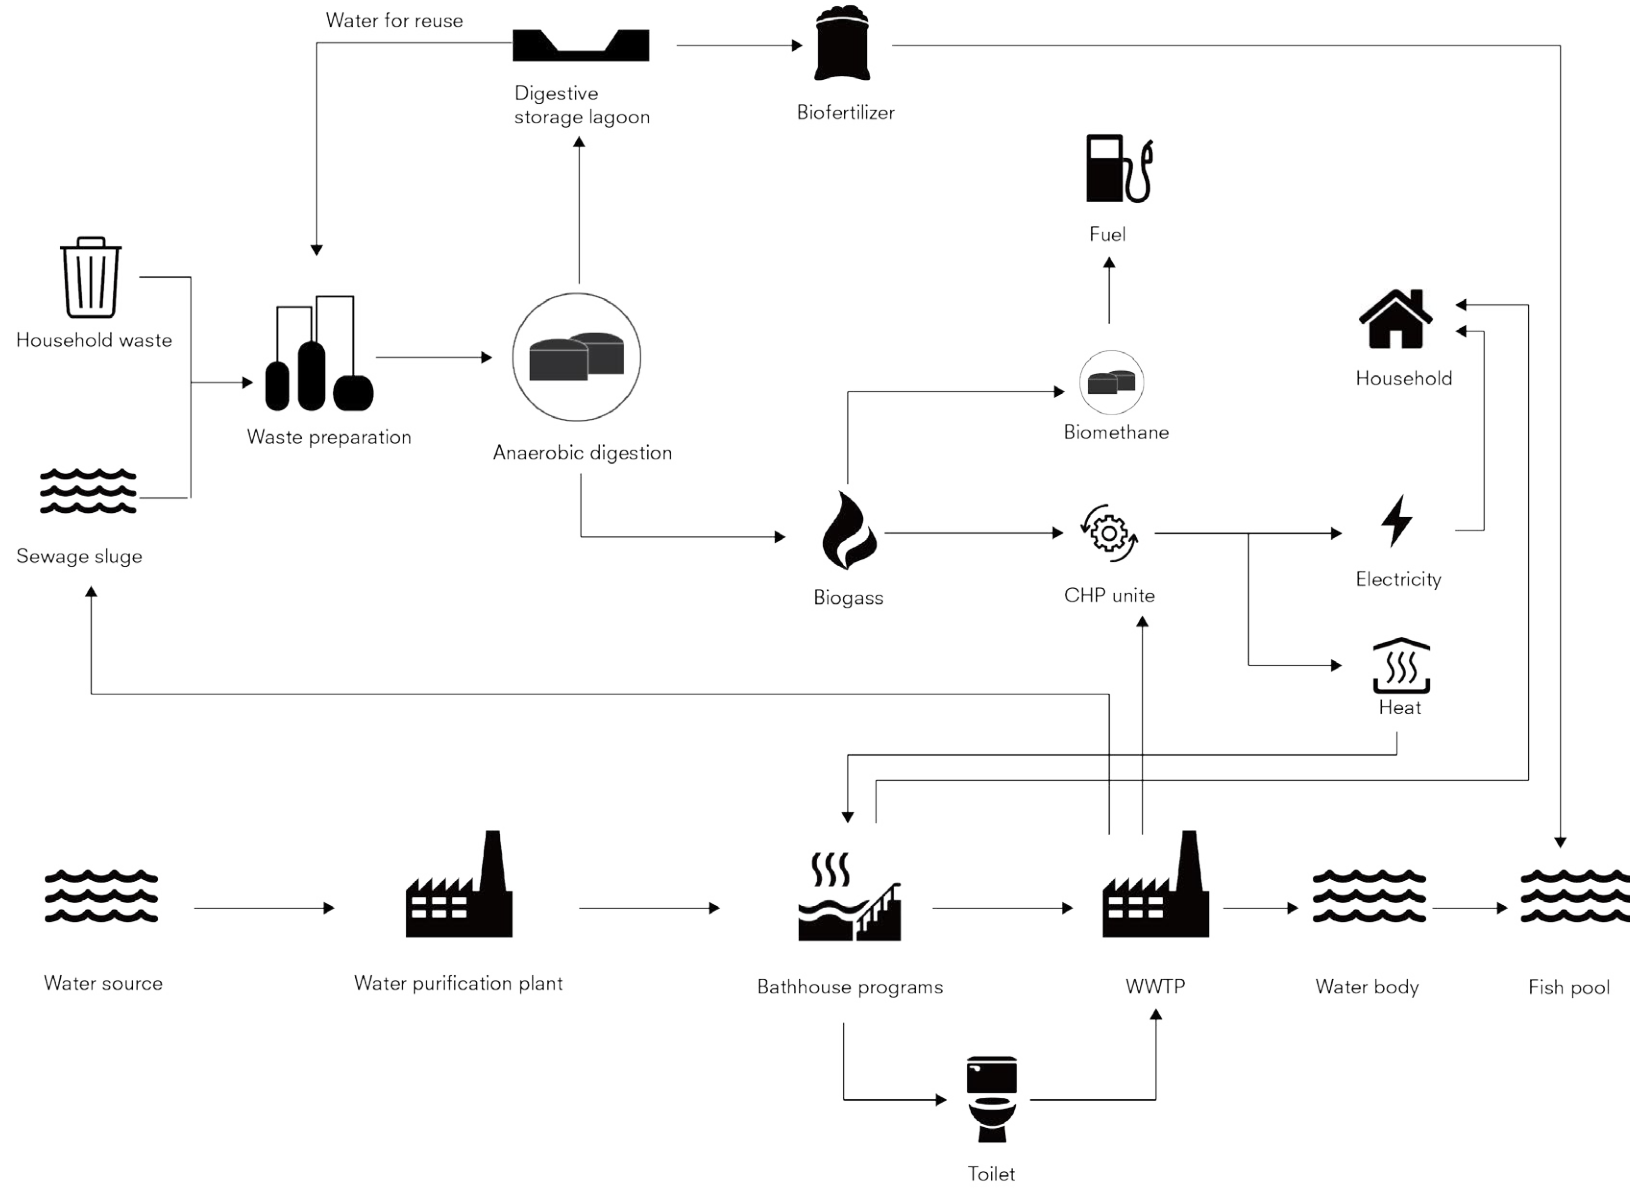 Water for reuse
Digestive
storage lagoon
Biofertilizer
Fuel
Household waste
Household
Waste preparation
Anaerobic digestion
Biomethane
Sewage sluge
Biogass
CHP unite
Electricity
Heat
Water source
Water purification plant
Bathhouse programs
WWTP
Water body
Fish pool
Toilet